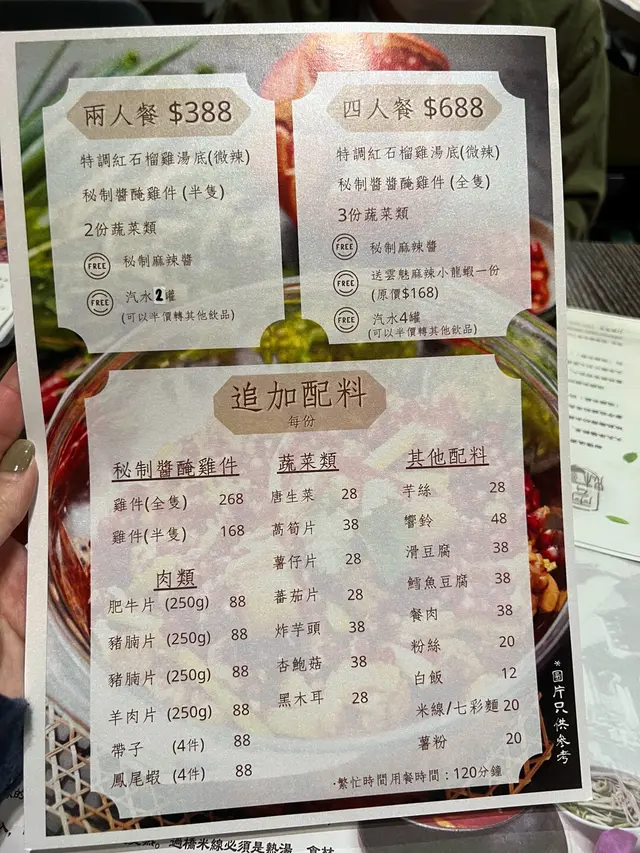 兩人餐 $388
特調紅石榴雞湯底(微辣)
秘制醬醃雞件 (半隻)
2份蔬菜類
FREE 秘制麻辣醬
FREE 汽水2罐
(可以半價轉其他飲品)
四人餐 $688
特調紅石榴雞湯底(微辣)
秘制醬醬醃雞件 (全隻)
3份蔬菜類
FREE 秘制麻辣醬
FREE 送雲魅麻辣小龍蝦一份
(原價$168)
FREE 汽水4罐
(可以半價轉其他飲品)
追加配料
每份
秘制醬醃雞件
雞件(全隻) 268
雞件(半隻) 168
肉類
肥牛片 (250g) 88
豬腩片 (250g) 88
豬腩片 (250g) 88
羊肉片 (250g) 88
帶子 (4件) 88
鳳尾蝦 (4件) 88
蔬菜類
唐生菜 28
萵筍片 38
薯仔片 28
蕃茄片 28
炸芋頭 38
杏鮑菇 38
黑木耳 28
其他配料
芋絲 28
響鈴 48
滑豆腐 38
鱈魚豆腐 38
餐肉 38
粉絲 20
白飯 12
米線/七彩麵 20
薯粉 20
·繁忙時間用餐時間：120分鐘
*圖片只供參考
過橋米線必須是熱湯